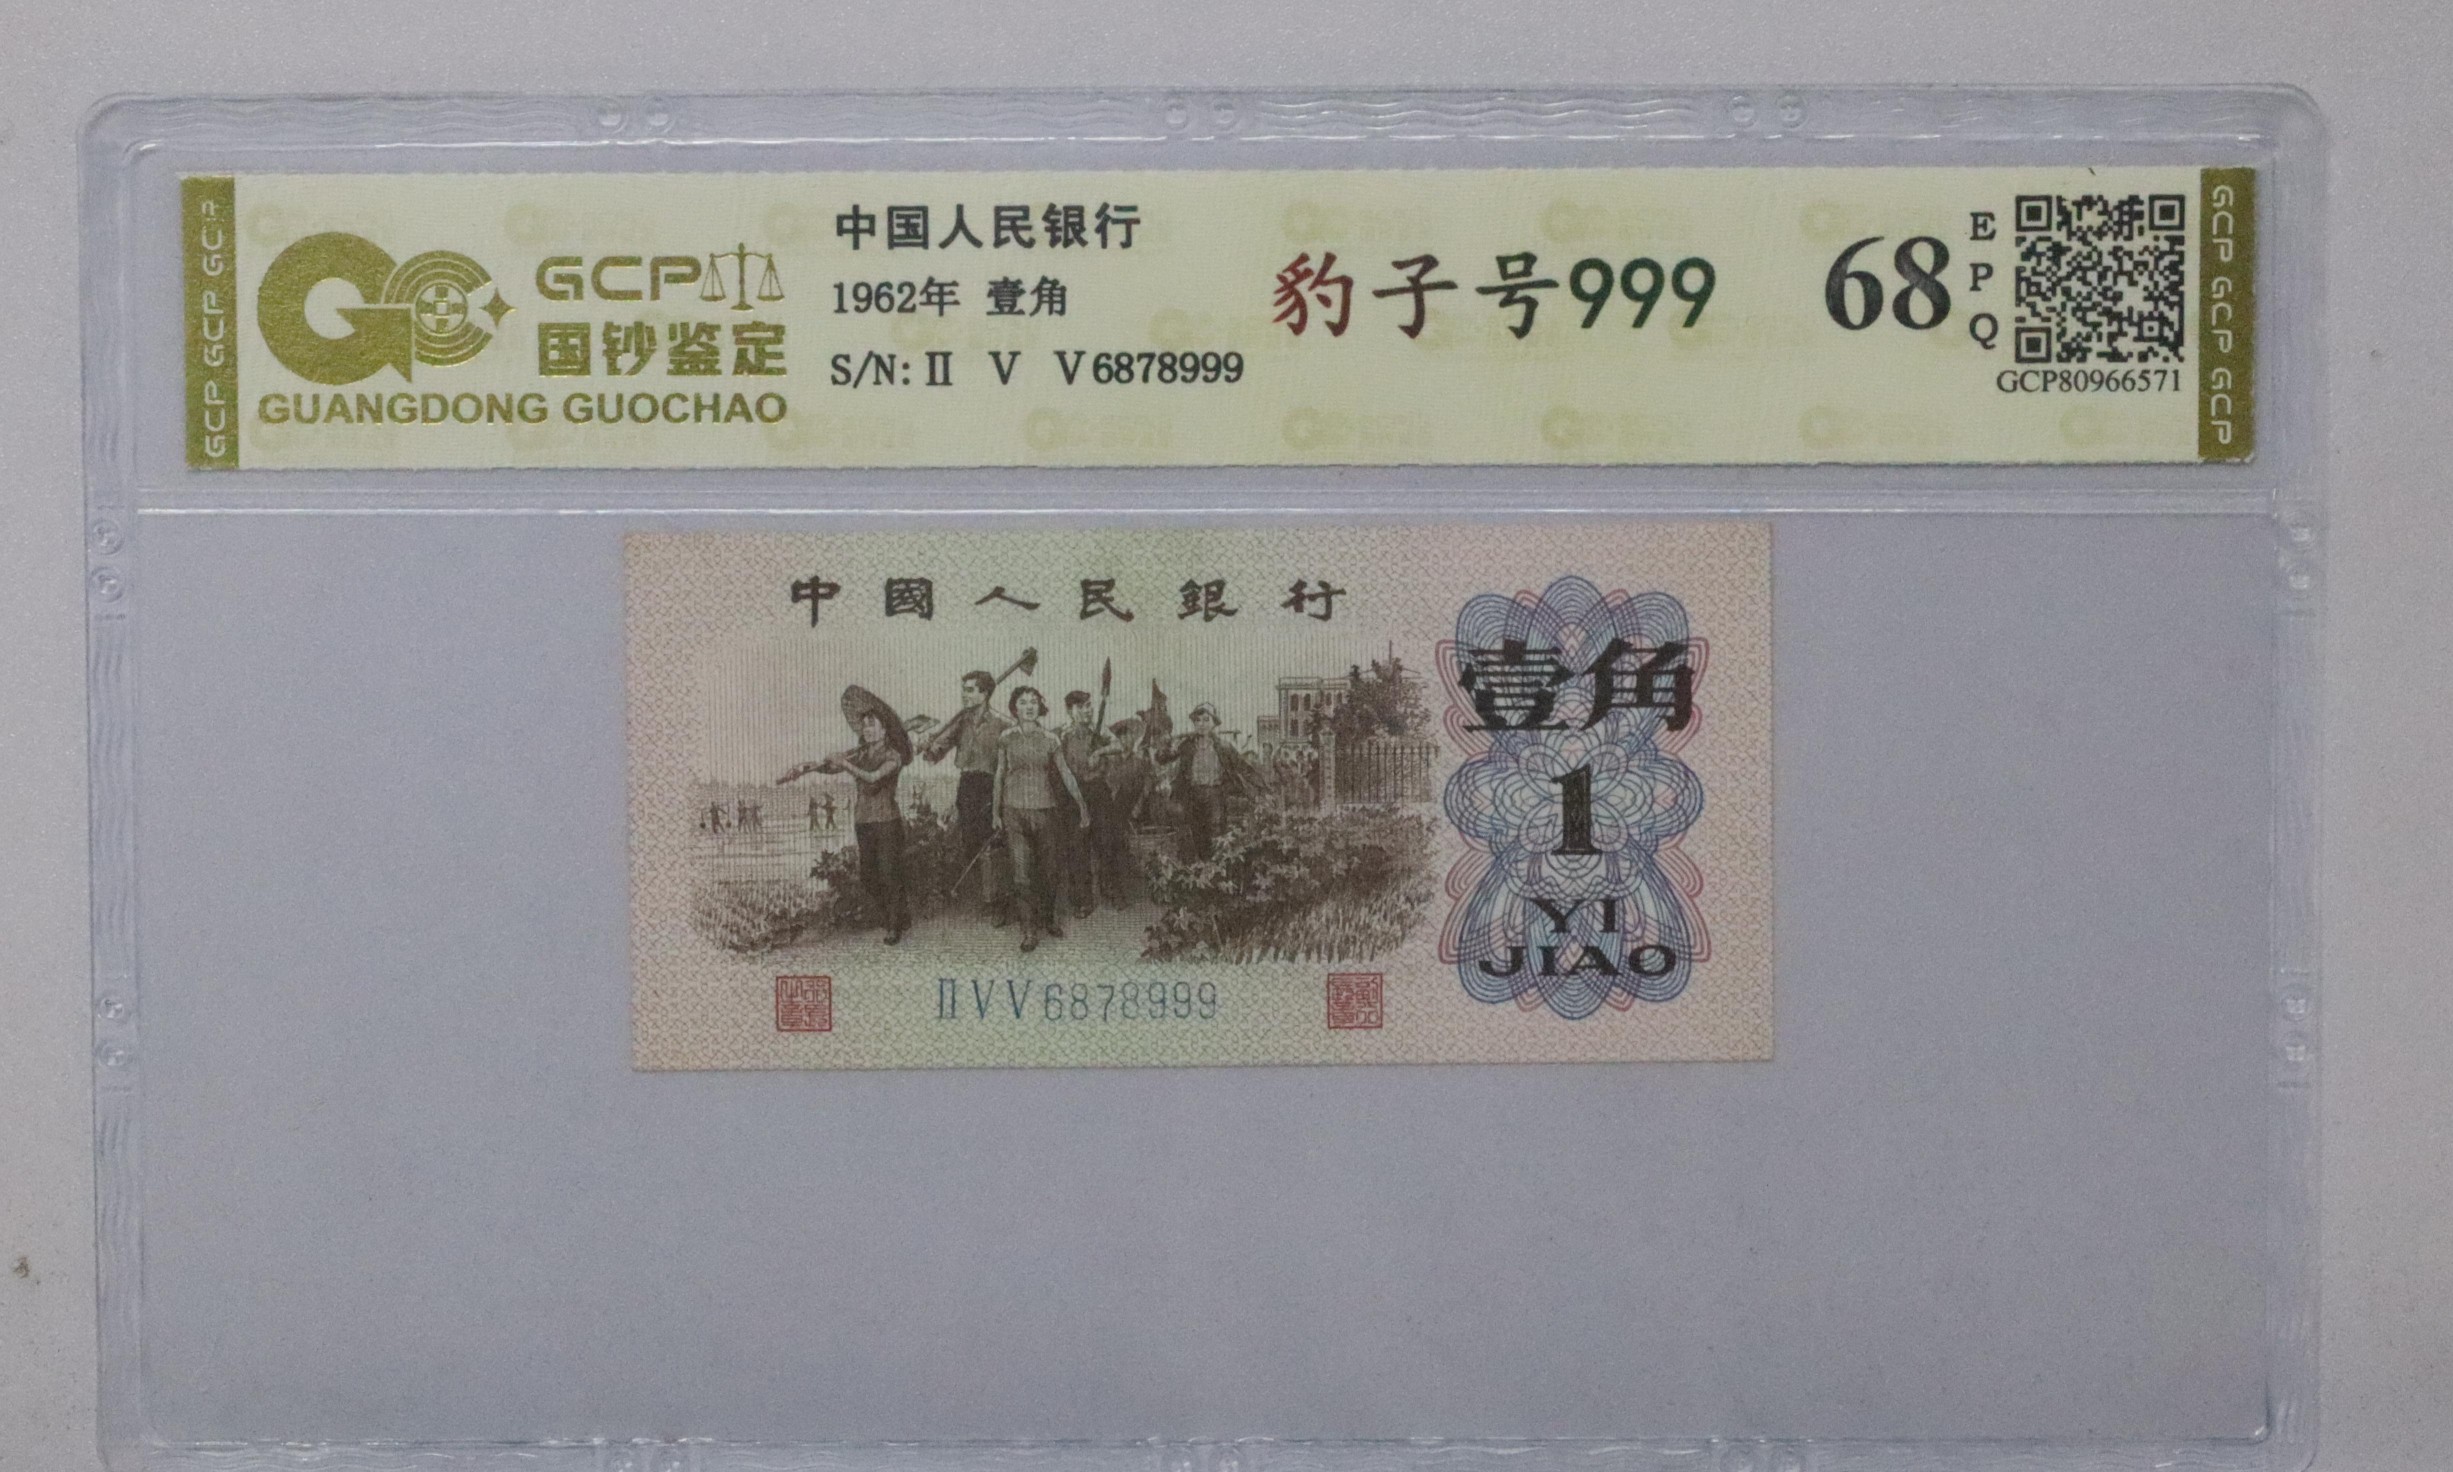 GCP GCP GCP GCP
GCP
国钞鉴定
GUANGDONG GUOCHAO
中国人民银行
1962年 壹角
S/N: Ⅱ V V6878999
豹子号999
68
E
P
Q
GCP80966571
GCP GCP GCP GCP
中國人民銀行
壹角
1
YI
JIAO
ⅡVV6878999